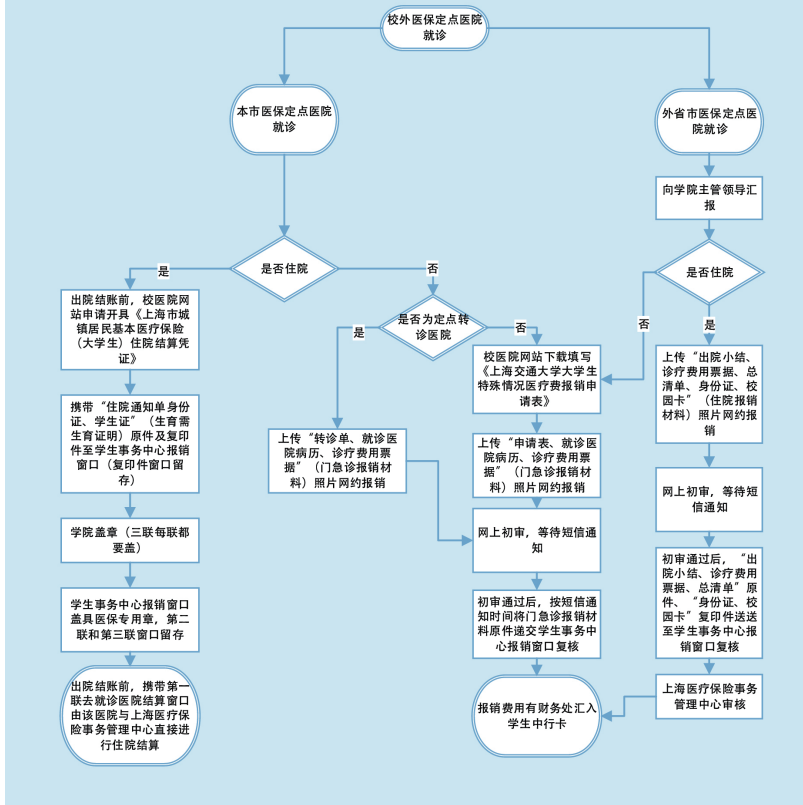 校外医保定点医院
就诊
本市医保定点医院
就诊
外省市医保定点医
院就诊
向学院主管领导汇
报
是否住院
是
否
出院结账前，校医院网
站申请开具《上海市城
镇居民基本医疗保险
（大学生）住院结算凭
证》
携带“住院通知单身份
证、学生证”（生育需
生育证明）原件及复印
件至学生事务中心报销
窗口（复印件窗口留
存）
学院盖章（三联每联都
要盖）
学生事务中心报销窗口
盖具医保专用章，第二
联和第三联窗口留存
出院结账前，携带第一
联去就诊医院结算窗口
由该医院与上海医疗保
险事务管理中心直接进
行住院结算
是否为定点转
诊医院
是
否
上传“转诊单、就诊医
院病历、诊疗费用票
据”（门急诊报销材
料）照片网约报销
校医院网站下载填写
《上海交通大学大学生
特殊情况医疗费报销申
请表》
上传“申请表、就诊医
院病历、诊疗费用票
据”（门急诊报销材
料）照片网约报销
网上初审，等待短信通
知
初审通过后，按短信通
知时间将门急诊报销材
料原件递交学生事务中
心报销窗口复核
报销费用有财务处汇入
学生中行卡
是否住院
否
是
上传“出院小结、
诊疗费用票据、总
清单、身份证、校
园卡”（住院报销
材料）照片网约报
销
网上初审，等待短
信通知
初审通过后，“出
院小结、诊疗费用
票据、总清单”原
件、“身份证、校
园卡”复印件送送
至学生事务中心报
销窗口复核
上海医疗保险事务
管理中心审核